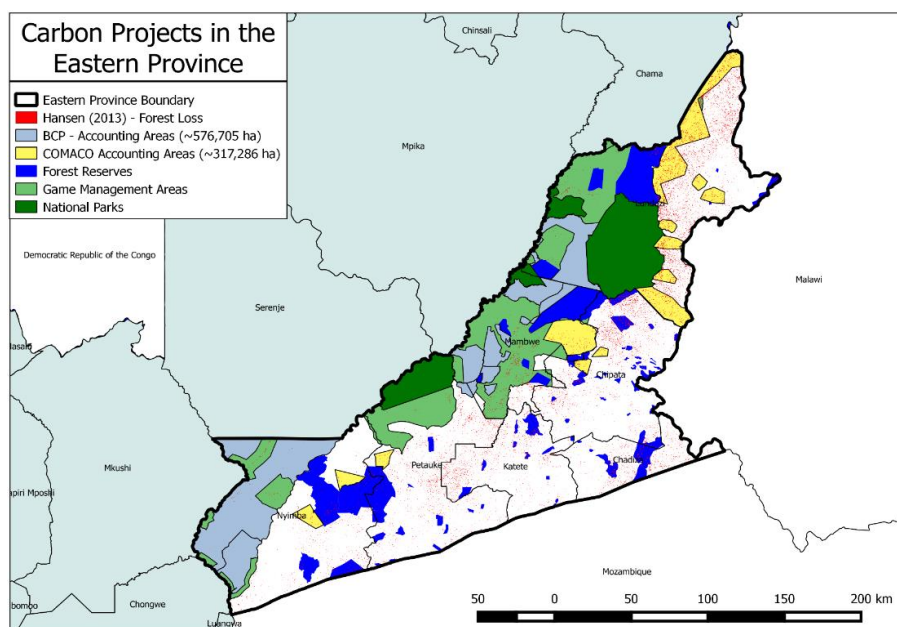 Carbon Projects in the
Eastern Province
Eastern Province Boundary
Hansen (2013) - Forest Loss
BCP - Accounting Areas (~576,705 ha)
COMACO Accounting Areas (~317,286 ha)
Forest Reserves
Game Management Areas
National Parks
Chinsali
Chama
Mpika
Democratic Republic of the Congo
Malawi
Serenje
Mambwe
Chipata
Mkushi
Petauke
Katete
Nyimba
Mozambique
Chongwe
Luangwa
50 0 50 100 150 200 km